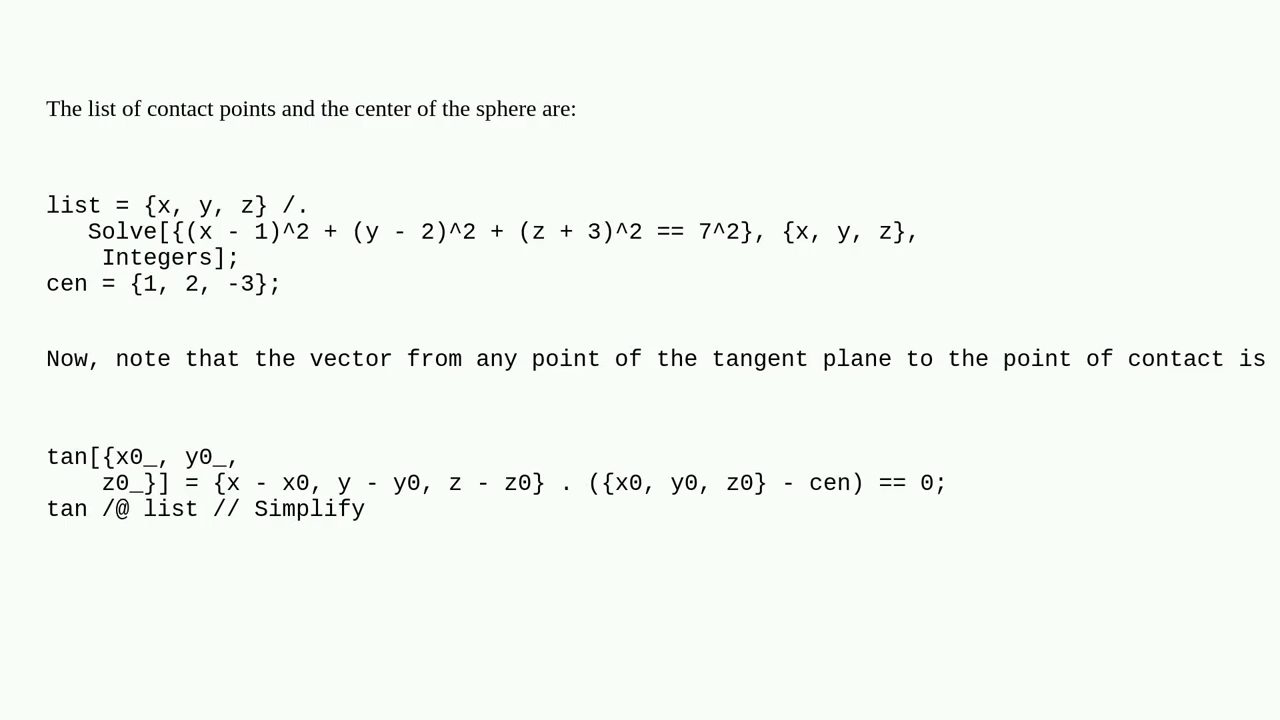 The list of contact points and the center of the sphere are:
list = {x, y, z} /.
Solve[{(x - 1)^2 + (y - 2)^2 + (z + 3)^2 == 7^2}, {x, y, z},
Integers];
cen = {1, 2, -3};
Now, note that the vector from any point of the tangent plane to the point of contact is
tan[{x0_, y0_,
z0_}] = {x - x0, y - y0, z - z0} . ({x0, y0, z0} - cen) == 0;
tan /@ list // Simplify